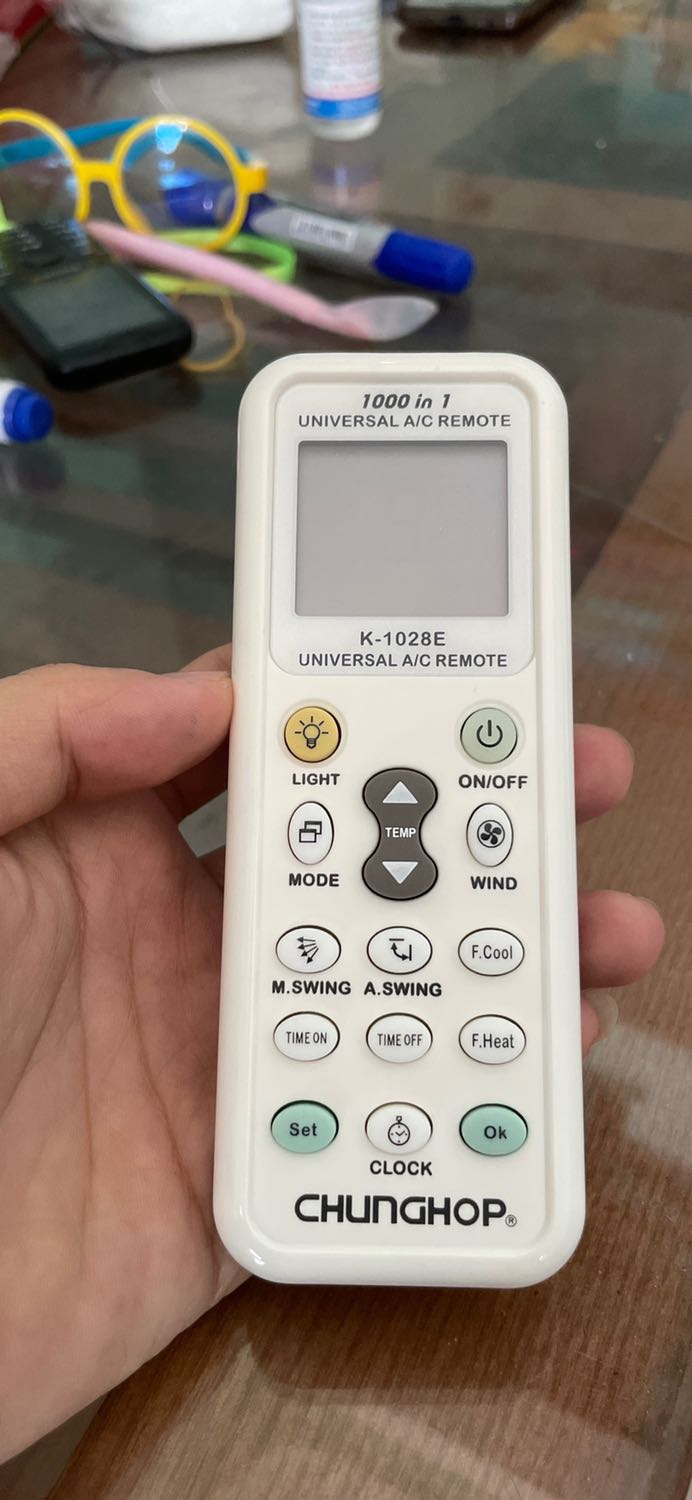 1000 in 1
UNIVERSAL A/C REMOTE
K-1028E
UNIVERSAL A/C REMOTE
LIGHT
ON/OFF
TEMP
MODE
WIND
M.SWING
A.SWING
F.Cool
TIME ON
TIME OFF
F.Heat
Set
CLOCK
Ok
CHUNGHOP®